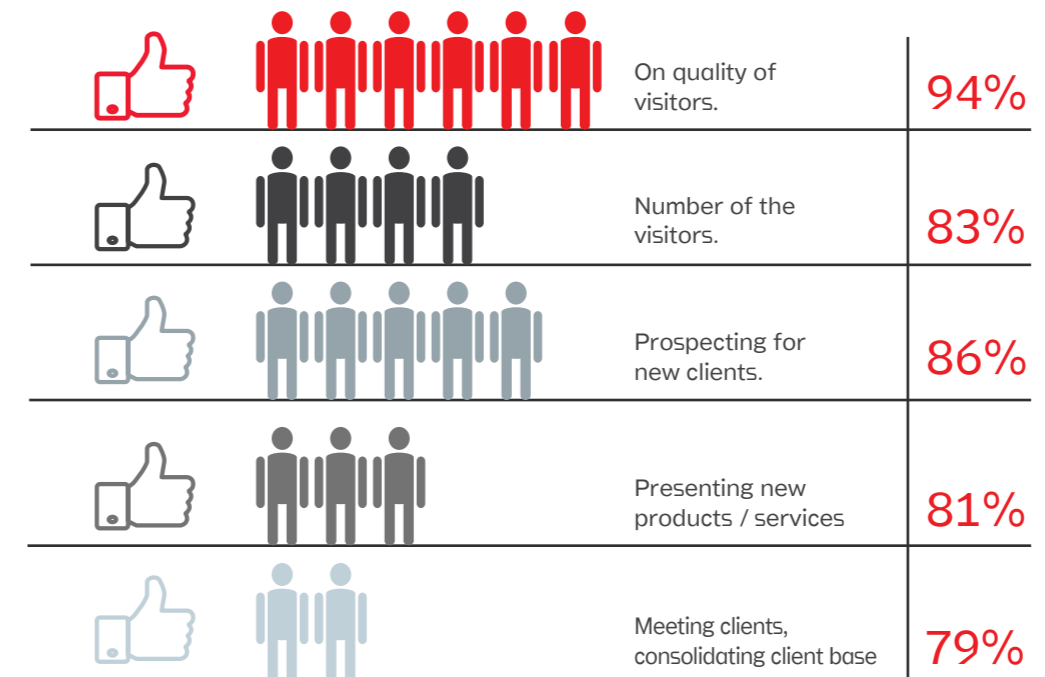 On quality of
visitors.
94%
Number of the
visitors.
83%
Prospecting for
new clients.
86%
Presenting new
products / services
81%
Meeting clients,
consolidating client base
79%